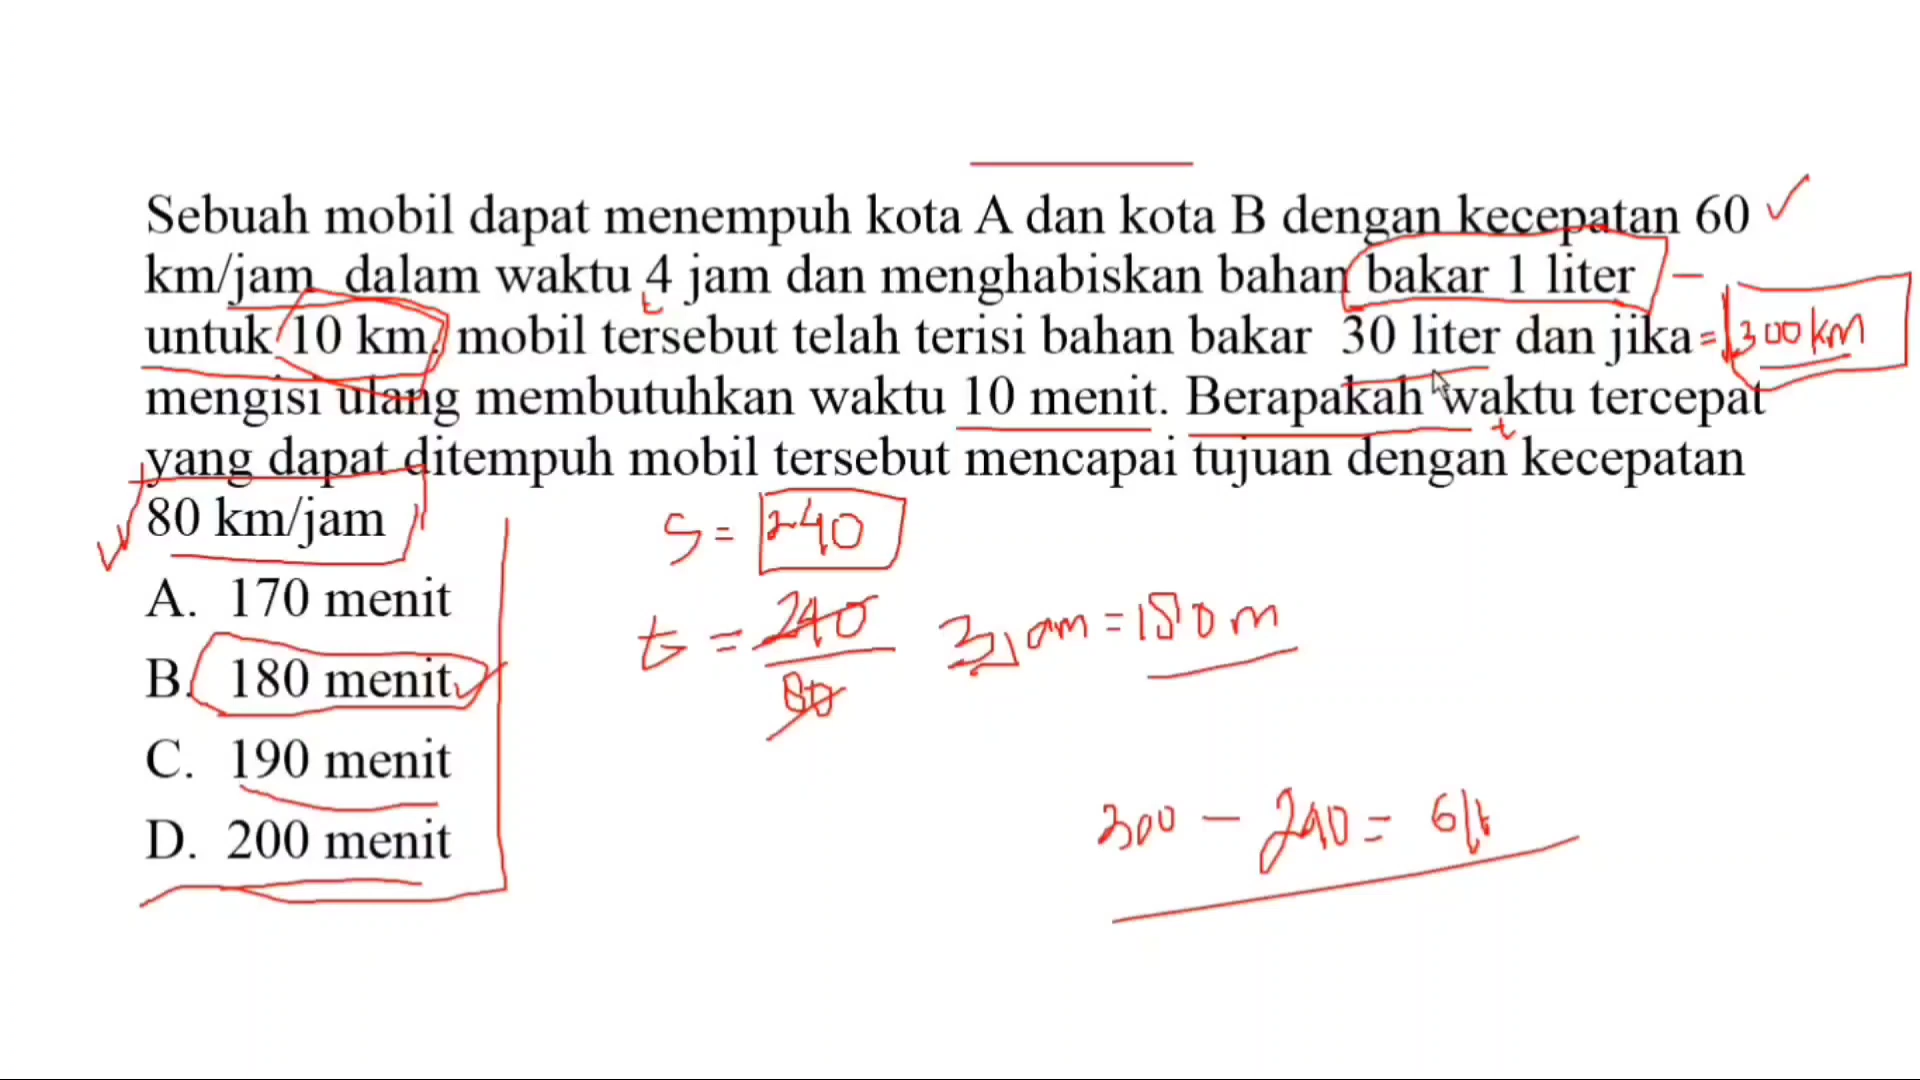 Sebuah mobil dapat menempuh kota A dan kota B dengan kecepatan 60
km/jam dalam waktu 4 jam dan menghabiskan bahan bakar 1 liter
untuk 10 km, mobil tersebut telah terisi bahan bakar 30 liter dan jika = 300 km
mengisi ulang membutuhkan waktu 10 menit. Berapakah waktu tercepat
yang dapat ditempuh mobil tersebut mencapai tujuan dengan kecepatan
80 km/jam
S = 240
A. 170 menit
t = 240/80 3 jam = 180 m
B. 180 menit
C. 190 menit
D. 200 menit
300 - 240 =